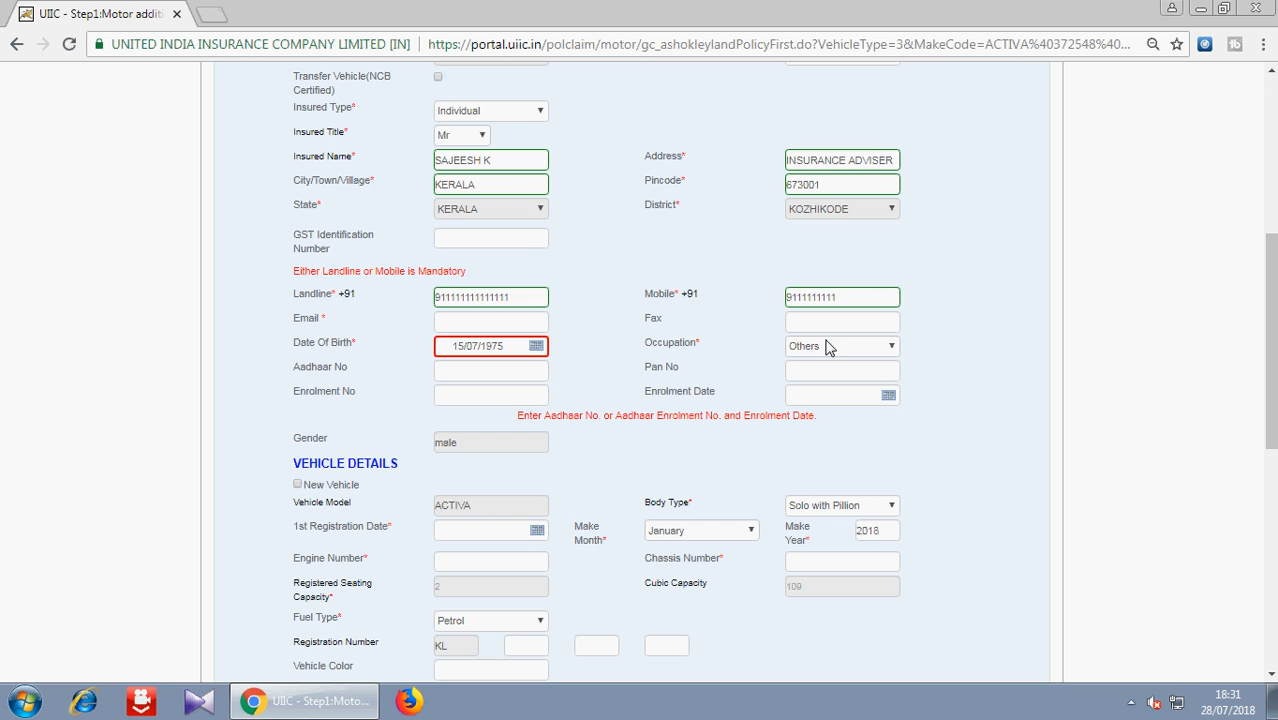 UIIC - Step1:Motor additi
UNITED INDIA INSURANCE COMPANY LIMITED [IN] https://portal.uiic.in/polclaim/motor/gc_ashokleylandPolicyFirst.do?VehicleType=3&MakeCode=ACTIVA%40372548%40...
Transfer Vehicle(NCB
Certified)
Insured Type* Individual
Insured Title* Mr
Insured Name* SAJEESH K Address* INSURANCE ADVISER
City/Town/Village* KERALA Pincode* 673001
State* KERALA District* KOZHIKODE
GST Identification
Number
Either Landline or Mobile is Mandatory
Landline* +91 911111111111111 Mobile* +91 9111111111
Email * Fax
Date Of Birth* 15/07/1975 Occupation* Others
Aadhaar No Pan No
Enrolment No Enrolment Date
Enter Aadhaar No. or Aadhaar Enrolment No. and Enrolment Date.
Gender male
VEHICLE DETAILS
New Vehicle
Vehicle Model ACTIVA Body Type* Solo with Pillion
1st Registration Date* Make Month* January Make Year* 2018
Engine Number* Chassis Number*
Registered Seating
Capacity* 2 Cubic Capacity 109
Fuel Type* Petrol
Registration Number KL
Vehicle Color
UIIC - Step1:Moto...
18:31
28/07/2018